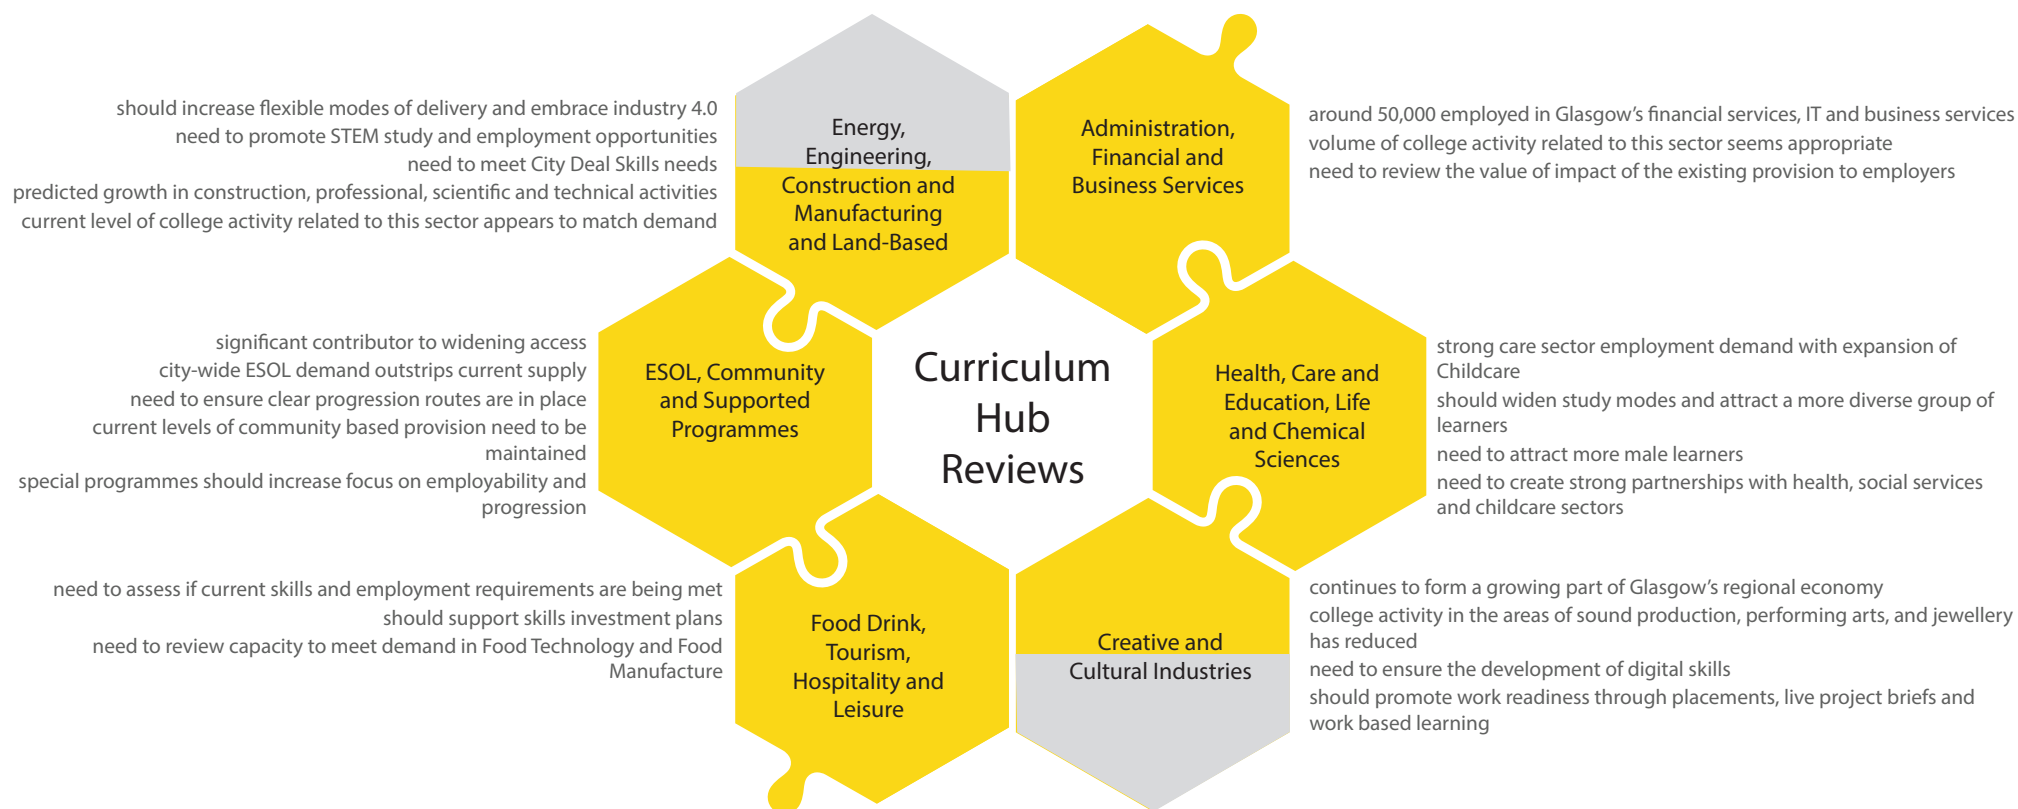 should increase flexible modes of delivery and embrace industry 4.0
need to promote STEM study and employment opportunities
need to meet City Deal Skills needs
predicted growth in construction, professional, scientific and technical activities
current level of college activity related to this sector appears to match demand
Energy,
Engineering,
Construction and
Manufacturing
and Land-Based
Administration,
Financial and
Business Services
around 50,000 employed in Glasgow’s financial services, IT and business services
volume of college activity related to this sector seems appropriate
need to review the value of impact of the existing provision to employers
significant contributor to widening access
city-wide ESOL demand outstrips current supply
need to ensure clear progression routes are in place
current levels of community based provision need to be
maintained
special programmes should increase focus on employability and
progression
ESOL, Community
and Supported
Programmes
Curriculum
Hub
Reviews
Health, Care and
Education, Life
and Chemical
Sciences
strong care sector employment demand with expansion of
Childcare
should widen study modes and attract a more diverse group of
learners
need to attract more male learners
need to create strong partnerships with health, social services
and childcare sectors
need to assess if current skills and employment requirements are being met
should support skills investment plans
need to review capacity to meet demand in Food Technology and Food
Manufacture
Food Drink,
Tourism,
Hospitality and
Leisure
Creative and
Cultural Industries
continues to form a growing part of Glasgow’s regional economy
college activity in the areas of sound production, performing arts, and jewellery
has reduced
need to ensure the development of digital skills
should promote work readiness through placements, live project briefs and
work based learning